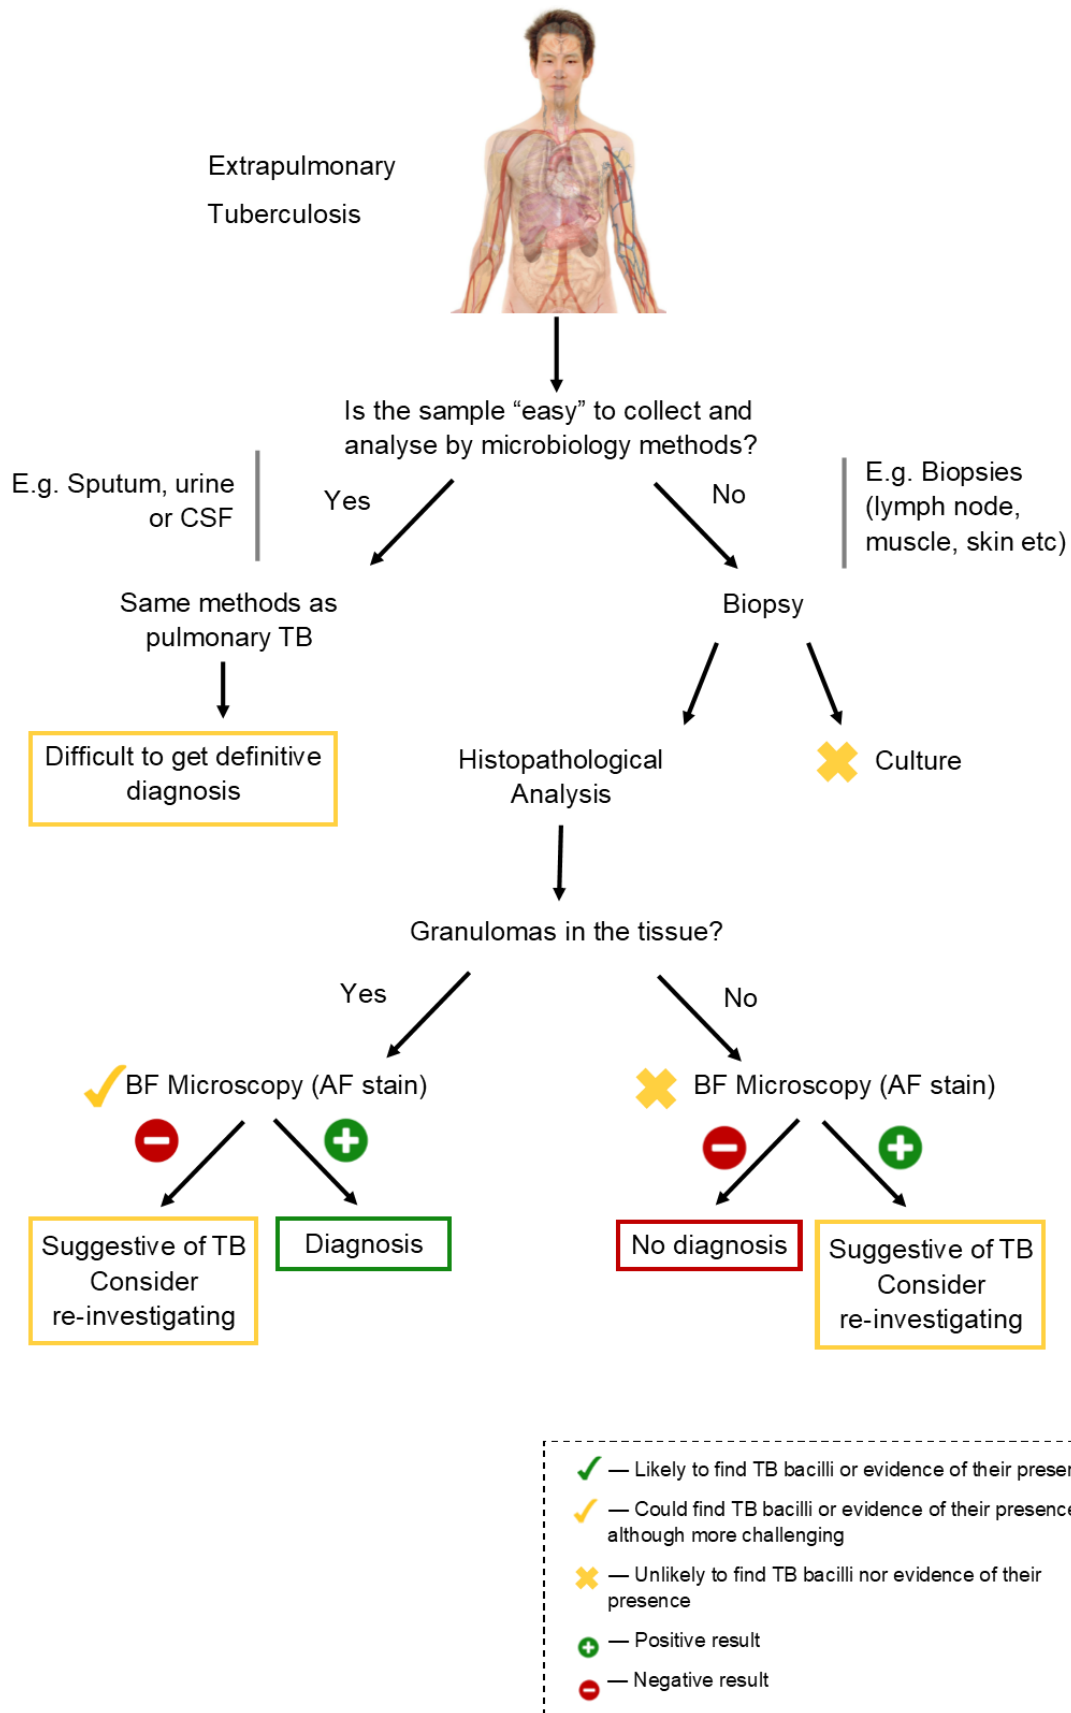 Extrapulmonary
Tuberculosis
Is the sample “easy” to collect and
analyse by microbiology methods?
E.g. Sputum, urine
or CSF
Yes
No
E.g. Biopsies
(lymph node,
muscle, skin etc)
Same methods as
pulmonary TB
Biopsy
Difficult to get definitive
diagnosis
Histopathological
Analysis
Culture
Granulomas in the tissue?
Yes
No
BF Microscopy (AF stain)
BF Microscopy (AF stain)
Suggestive of TB
Consider
re-investigating
Diagnosis
No diagnosis
Suggestive of TB
Consider
re-investigating
— Likely to find TB bacilli or evidence of their presen
— Could find TB bacilli or evidence of their presence
although more challenging
— Unlikely to find TB bacilli nor evidence of their
presence
— Positive result
— Negative result